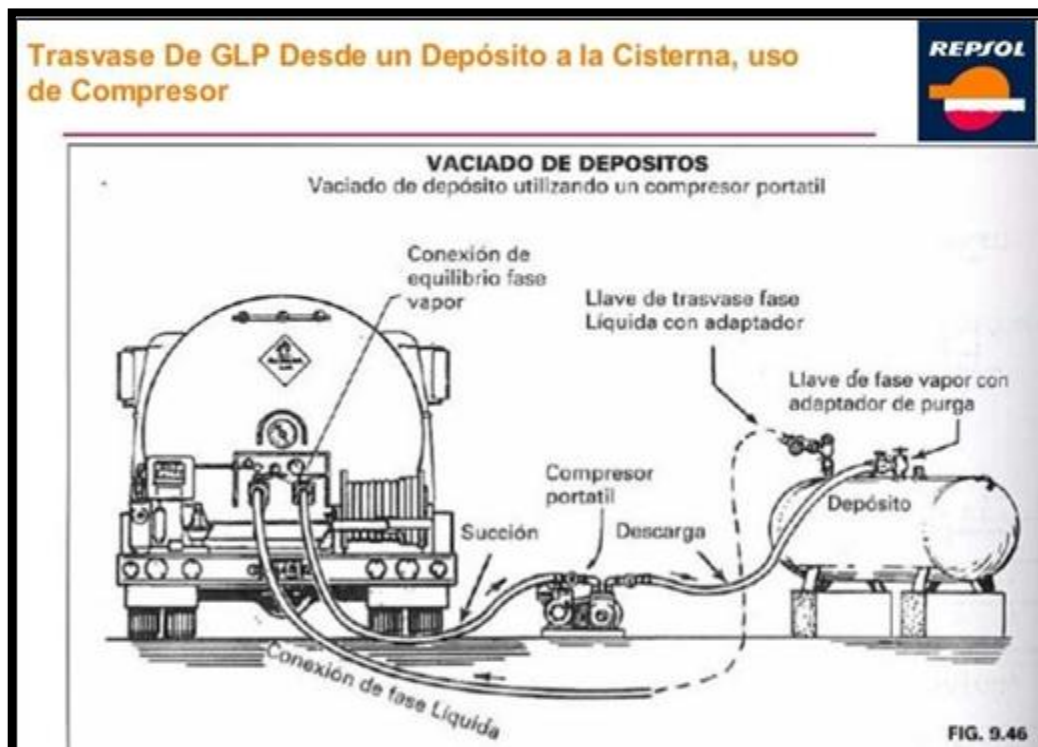 Trasvase De GLP Desde un Depósito a la Cisterna, uso
de Compresor
REPSOL
VACIADO DE DEPOSITOS
Vaciado de depósito utilizando un compresor portatil
Conexión de
equilibrio fase
vapor
Llave de trasvase fase
Líquida con adaptador
Llave de fase vapor con
adaptador de purga
Compresor
portatil
Depósito
Succión
Descarga
Conexión de fase Líquida
FIG. 9.46